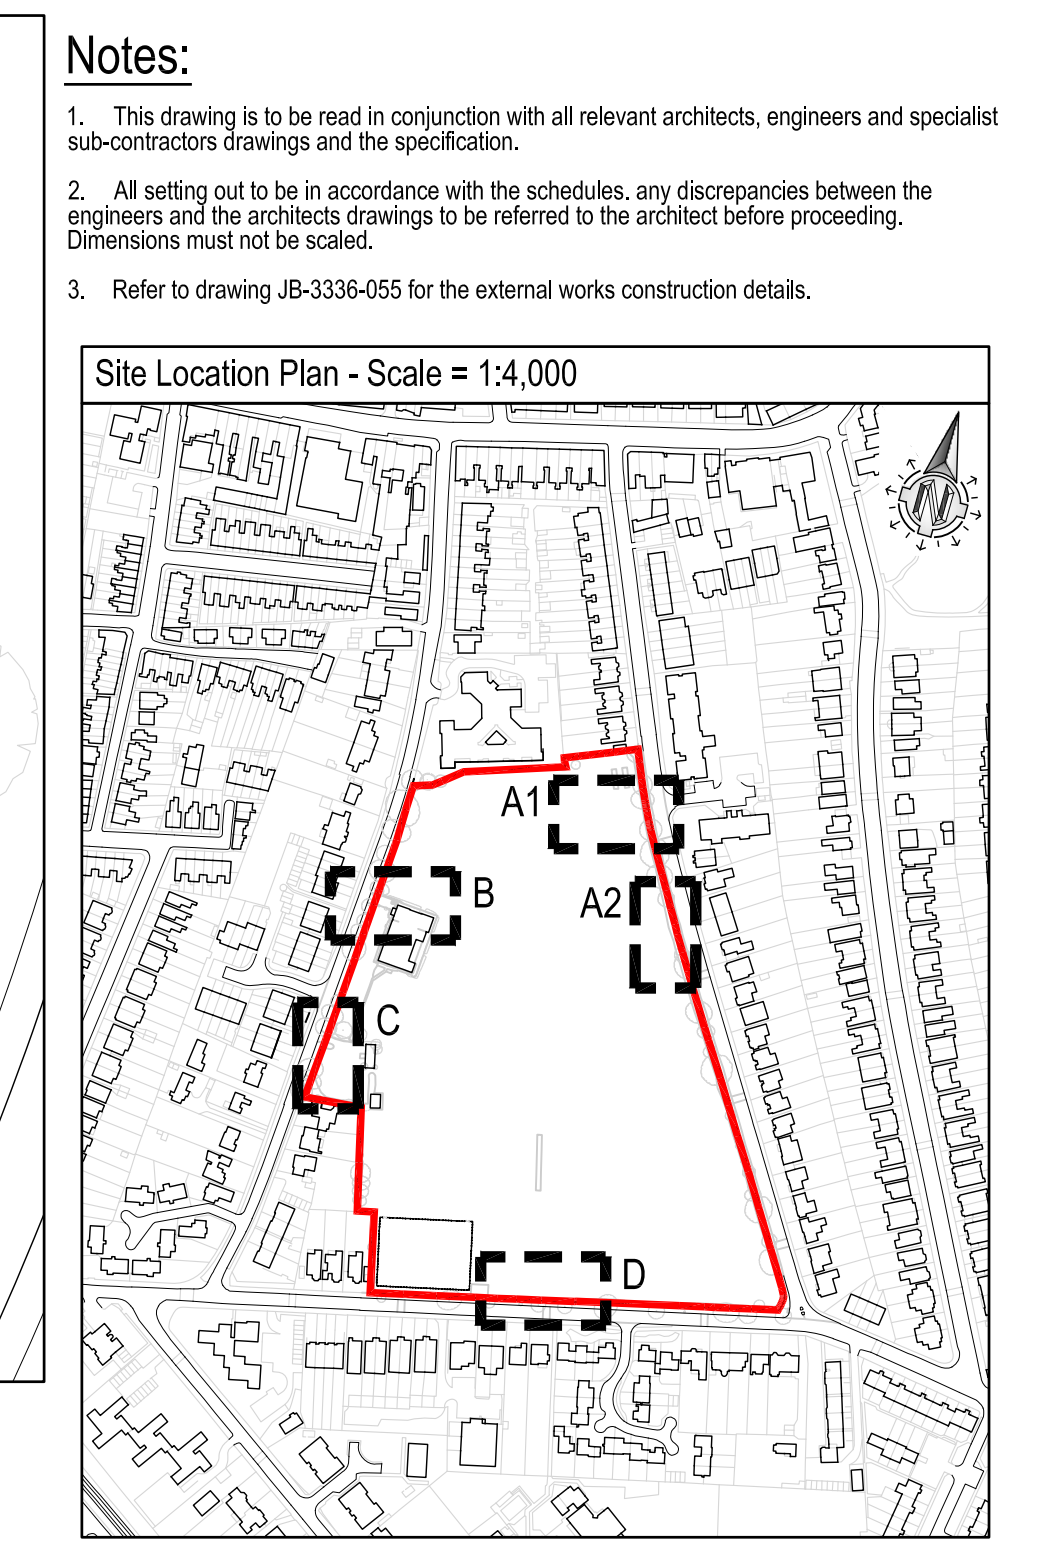 Notes:
1. This drawing is to be read in conjunction with all relevant architects, engineers and specialist
sub-contractors drawings and the specification.
2. All setting out to be in accordance with the schedules. any discrepancies between the
engineers and the architects drawings to be referred to the architect before proceeding.
Dimensions must not be scaled.
3. Refer to drawing JB-3336-055 for the external works construction details.
Site Location Plan - Scale = 1:4,000
N
A1
B
A2
C
D